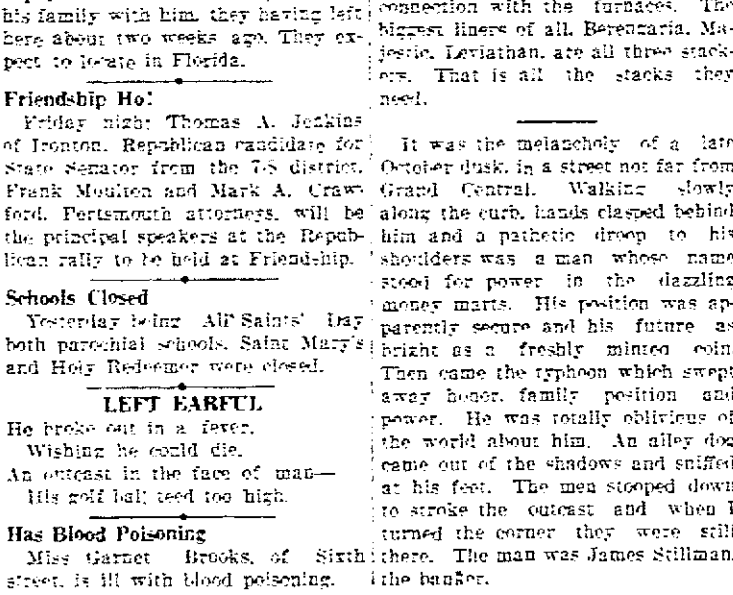 his family with him, they having left
here about two weeks ago. They ex-
pect to locate in Florida.
Friendship Ho!
Friday night Thomas A. Jenkins
of Ironton, Republican candidate for
State Senator from the 7-8 district,
Frank Moulton and Mark A. Craw-
ford, Portsmouth attorneys, will be
the principal speakers at the Repub-
lican rally to be held at Friendship.
Schools Closed
Yesterday being All Saints' Day
both parochial schools, Saint Mary's
and Holy Redeemer were closed.
LEFT EARFUL
He broke out in a fever,
Wishing he could die.
An outcast in the face of man—
His golf ball teed too high.
Has Blood Poisoning
Miss Garnet Brooks, of Sixth
street, is ill with blood poisoning.
connection with the furnaces. The
biggest liners of all, Berengaria, Ma-
jestic, Leviathan, are all three stack-
ers. That is all the stacks they
need.
It was the melancholy of a late
October dusk, in a street not far from
Grand Central. Walking slowly
along the curb, hands clasped behind
him and a pathetic droop to his
shoulders was a man whose name
stood for power in the dazzling
money marts. His position was ap-
parently secure and his future as
bright as a freshly minted coin.
Then came the typhoon which swept
away honor, family position and
power. He was totally oblivious of
the world about him. An alley dog
came out of the shadows and sniffed
at his feet. The men stooped down
to stroke the outcast and when I
turned the corner they were still
there. The man was James Stillman,
the banker.